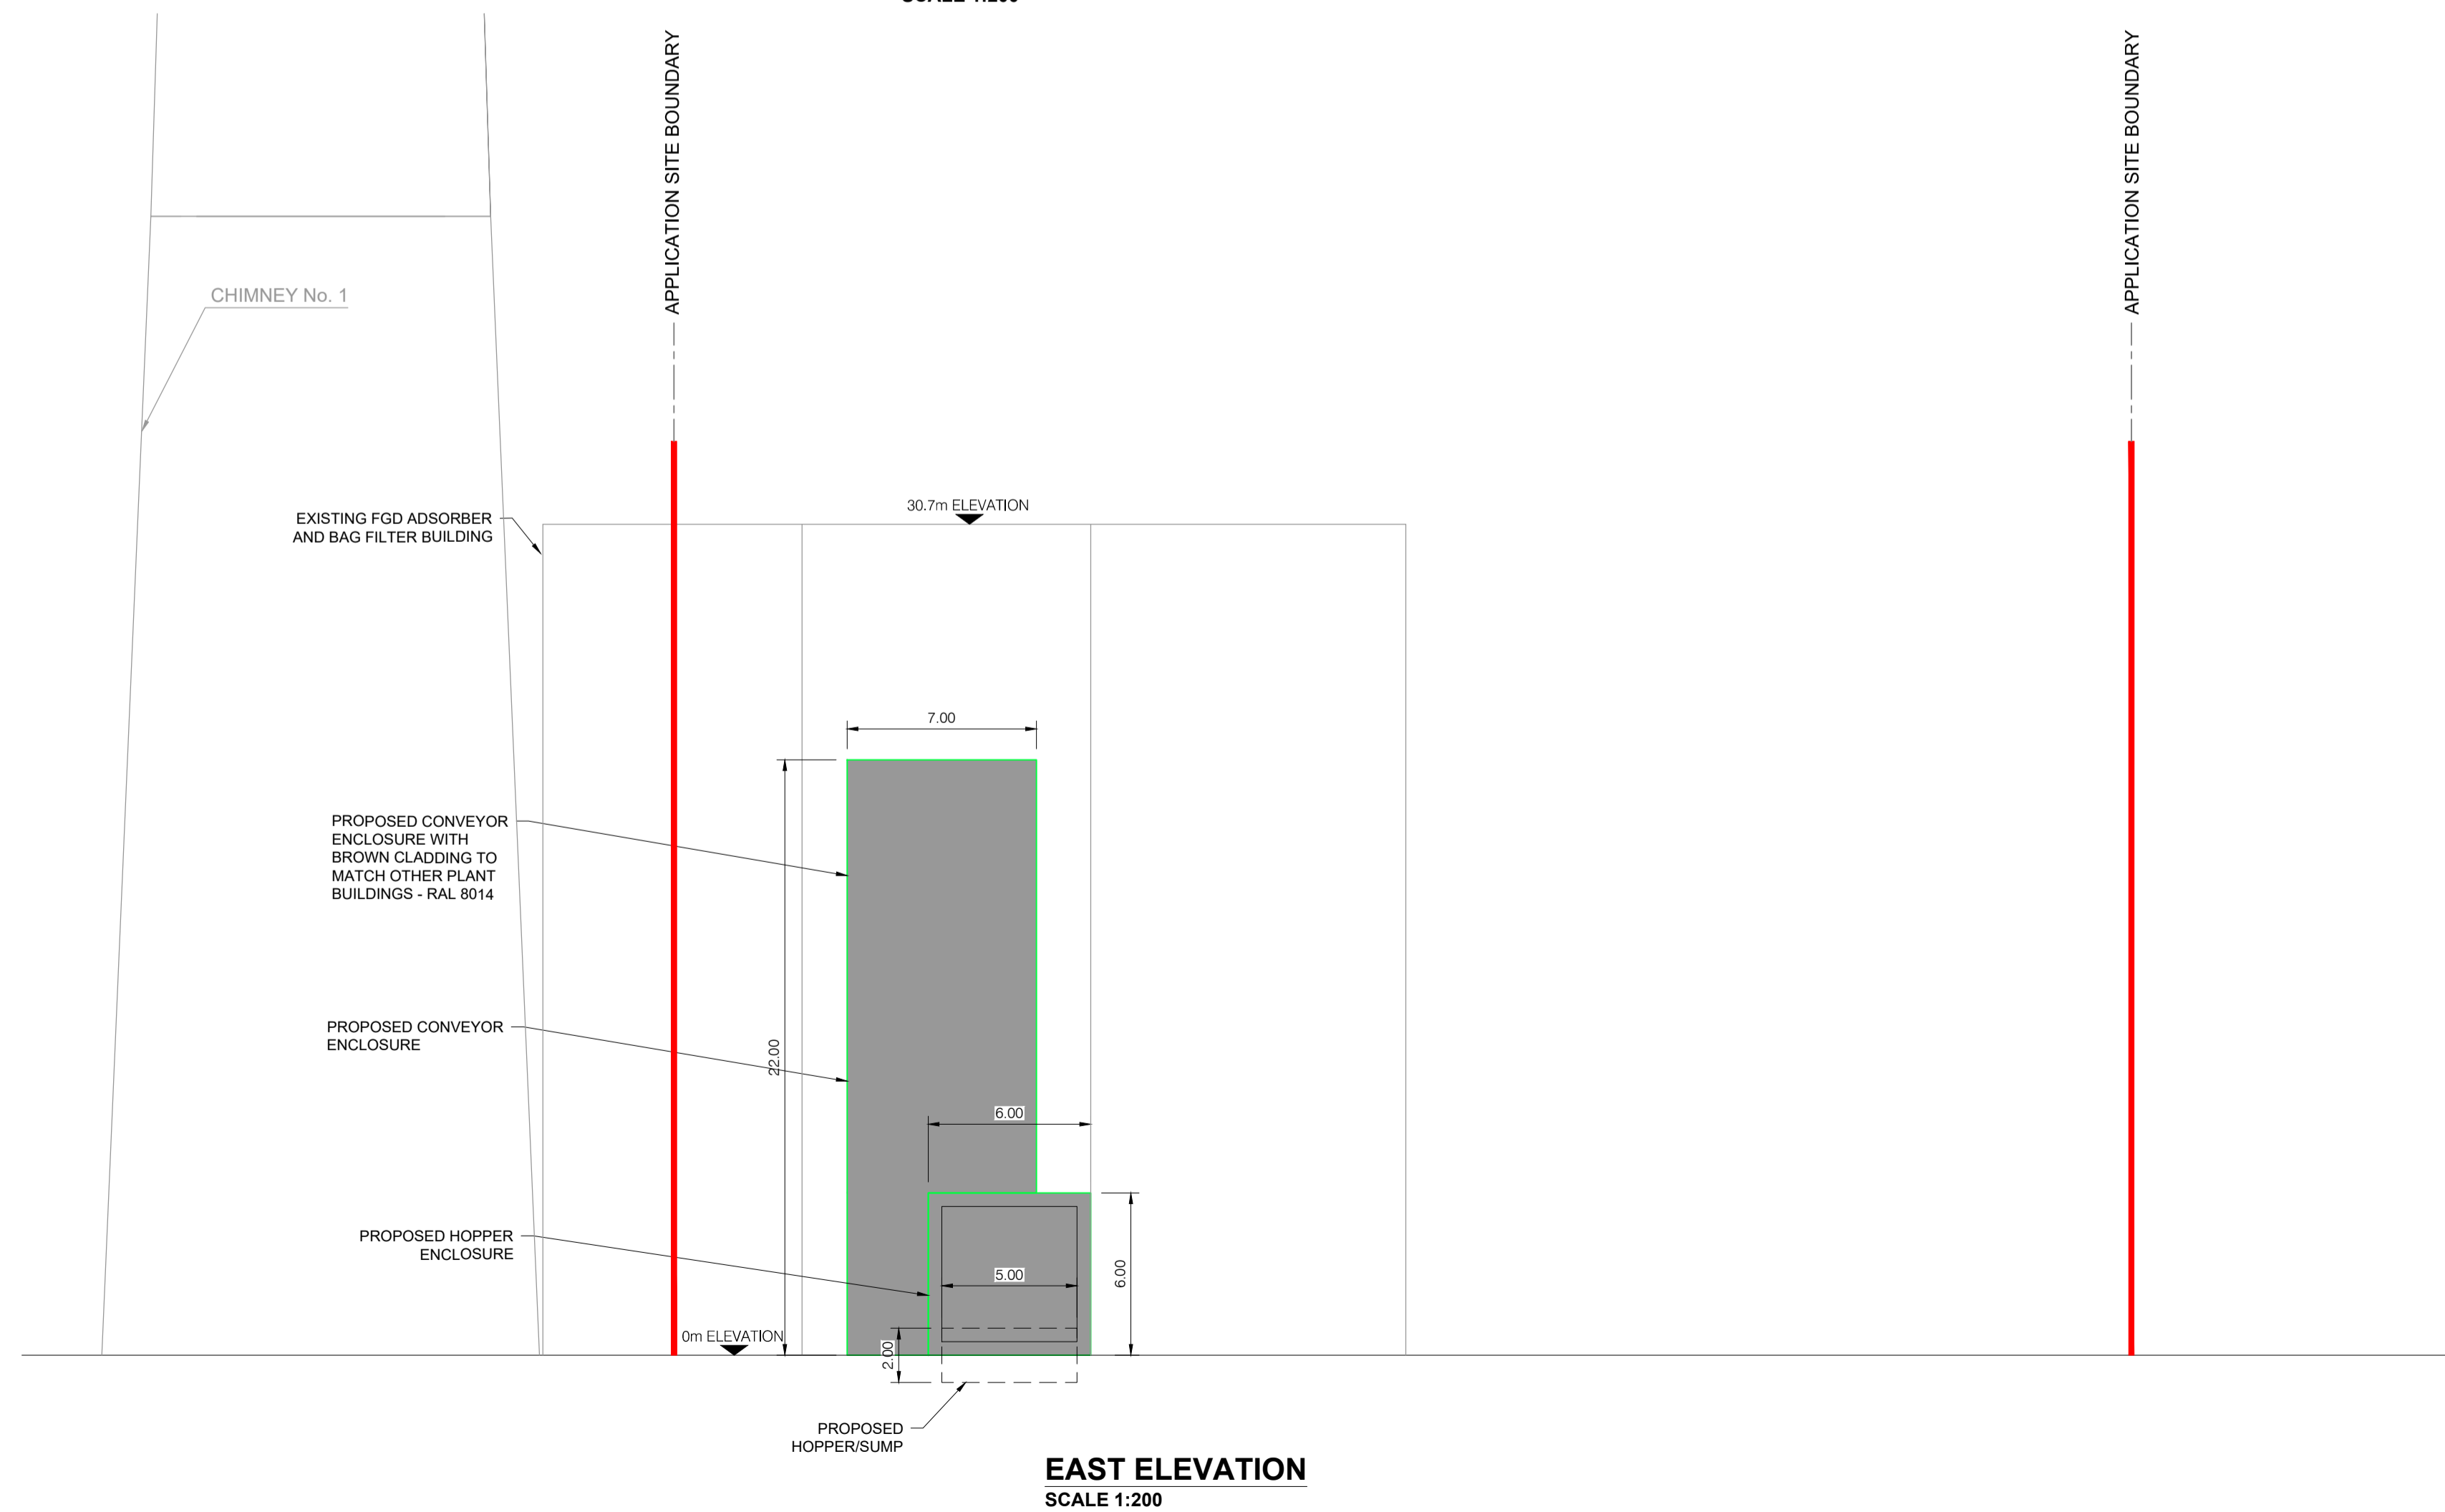 SCALE 1:200
APPLICATION SITE BOUNDARY
APPLICATION SITE BOUNDARY
CHIMNEY No. 1
EXISTING FGD ADSORBER
AND BAG FILTER BUILDING
30.7m ELEVATION
7.00
PROPOSED CONVEYOR
ENCLOSURE WITH
BROWN CLADDING TO
MATCH OTHER PLANT
BUILDINGS - RAL 8014
PROPOSED CONVEYOR
ENCLOSURE
22.00
6.00
PROPOSED HOPPER
ENCLOSURE
5.00
6.00
0m ELEVATION
2.00
PROPOSED
HOPPER/SUMP
EAST ELEVATION
SCALE 1:200